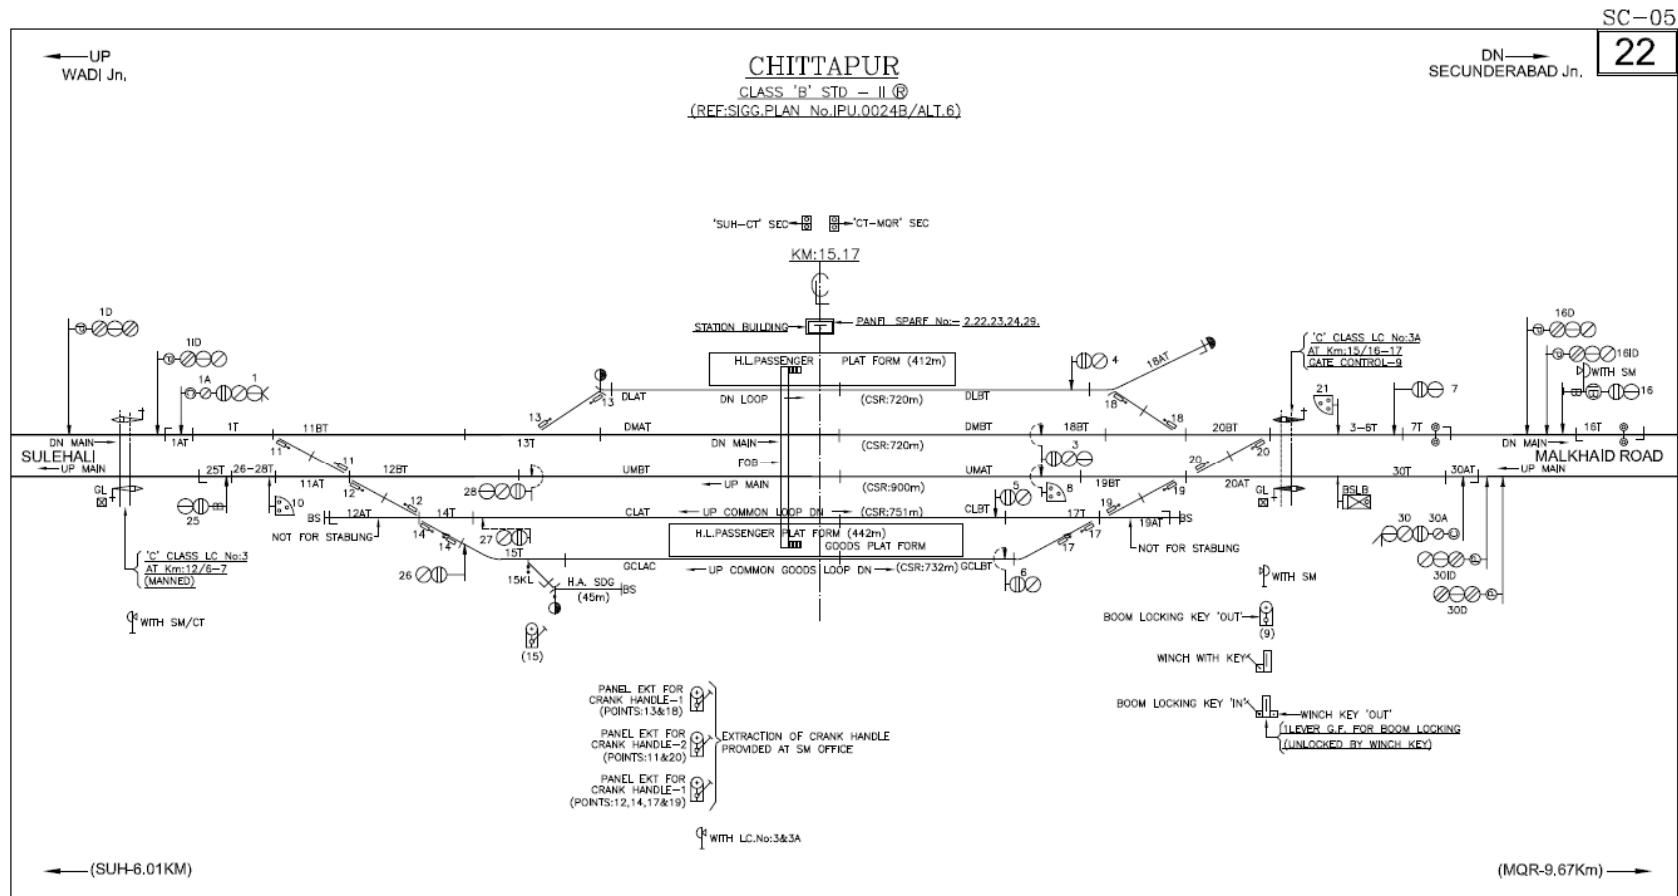 SC-05
22
UP
WADI Jn.
CHITTAPUR
CLASS 'B' STD - II Ⓡ
(REF:SIGG.PLAN No.IPU.0024B/ALT.6)
DN
SECUNDERABAD Jn.
'SUH-CT' SEC
'CT-MQR' SEC
KM:15.17
STATION BUILDING
PANEL SPARE No:- 2,22,23,24,29.
H.L.PASSENGER PLAT FORM (412m)
1D
1ID
1A
1
4
18AT
'C' CLASS LC No:3A
AT Km:15/16-17
GATE CONTROL-9
21
7
16D
16ID
WITH SM
16
13
13
DLAT
DN LOOP
(CSR:720m)
DLBT
18
18
DN MAIN
1AT
1T
11BT
13T
DMAT
DN MAIN
DMBT
(CSR:720m)
18BT
20BT
3-6T
7T
DN MAIN
16T
SULEHALI
MALKHAID ROAD
UP MAIN
25T
26-28T
11
11
11AT
12BT
UMBT
FOB
UP MAIN
(CSR:900m)
UMAT
3
19BT
20
20
20AT
30T
30AT
UP MAIN
GL
25
10
12
12
28
5
8
19
19
GL
BSLB
BS
12AT
14T
CLAT
UP COMMON LOOP DN
(CSR:751m)
CLBT
17T
19AT
BS
NOT FOR STABLING
14
14
27
H.L.PASSENGER PLAT FORM (442m)
GOODS PLAT FORM
17
17
NOT FOR STABLING
30
30A
'C' CLASS LC No:3
AT Km:12/6-7
(MANNED)
26
15T
GCLAC
UP COMMON GOODS LOOP DN
(CSR:732m)
GCLBT
6
30ID
30D
15KL
H.A. SDG
(45m)
BS
WITH SM
WITH SM/CT
(15)
BOOM LOCKING KEY 'OUT'
(9)
WINCH WITH KEY
BOOM LOCKING KEY 'IN'
WINCH KEY 'OUT'
1LEVER G.F. FOR BOOM LOCKING
(UNLOCKED BY WINCH KEY)
PANEL EKT FOR
CRANK HANDLE-1
(POINTS:13&18)
PANEL EKT FOR
CRANK HANDLE-2
(POINTS:11&20)
PANEL EKT FOR
CRANK HANDLE-1
(POINTS:12,14,17&19)
EXTRACTION OF CRANK HANDLE
PROVIDED AT SM OFFICE
WITH LC.No:3&3A
(SUH-6.01KM)
(MQR-9.67Km)